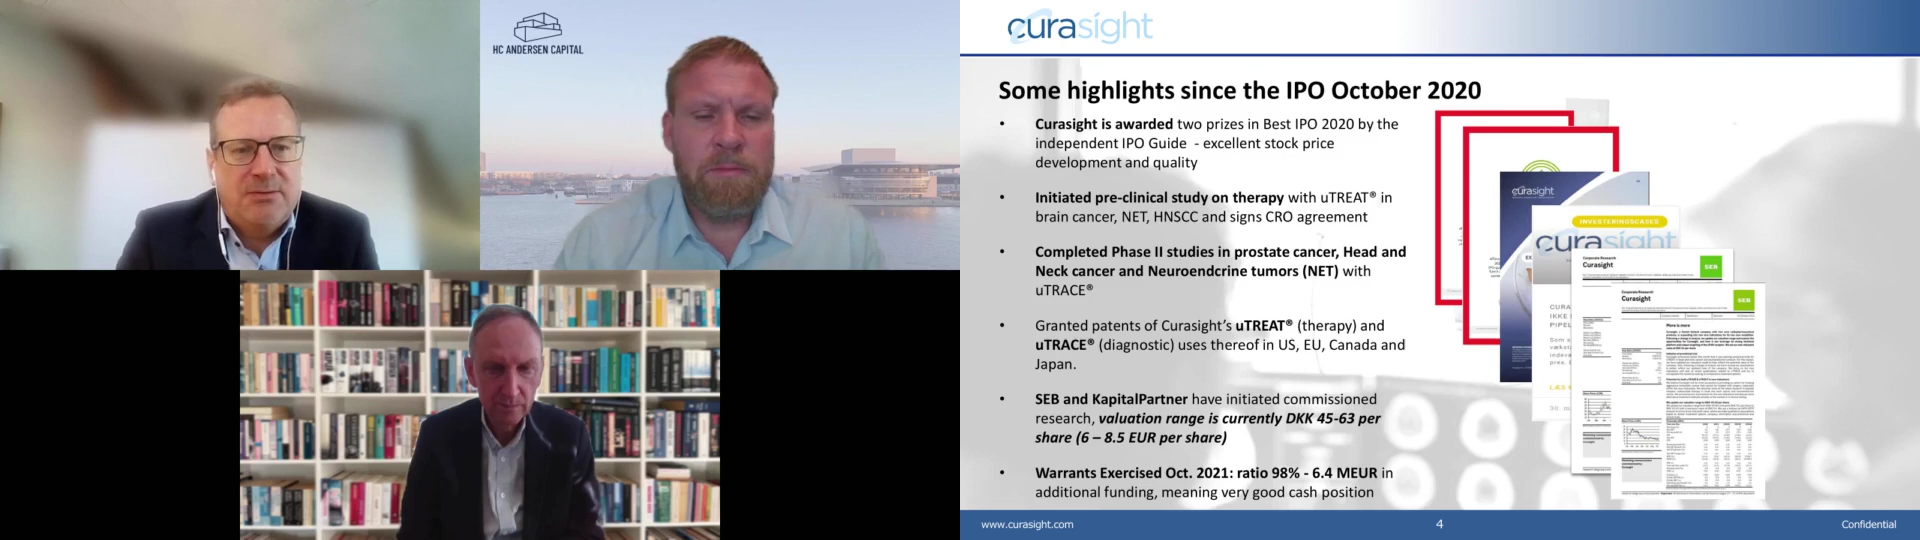 HC ANDERSEN CAPITAL
curasight
Some highlights since the IPO October 2020
• Curasight is awarded two prizes in Best IPO 2020 by the
independent IPO Guide - excellent stock price
development and quality
• Initiated pre-clinical study on therapy with uTREAT® in
brain cancer, NET, HNSCC and signs CRO agreement
• Completed Phase II studies in prostate cancer, Head and
Neck cancer and Neuroendcrine tumors (NET) with
uTRACE®
• Granted patents of Curasight's uTREAT® (therapy) and
uTRACE® (diagnostic) uses thereof in US, EU, Canada and
Japan.
• SEB and KapitalPartner have initiated commissioned
research, valuation range is currently DKK 45-63 per
share (6 – 8.5 EUR per share)
• Warrants Exercised Oct. 2021: ratio 98% - 6.4 MEUR in
additional funding, meaning very good cash position
curasight
INVESTERINGSCASES
curasight
Corporate Research
Curasight
SEB
Corporate Research
Curasight
SEB
More is more
www.curasight.com
4
Confidential